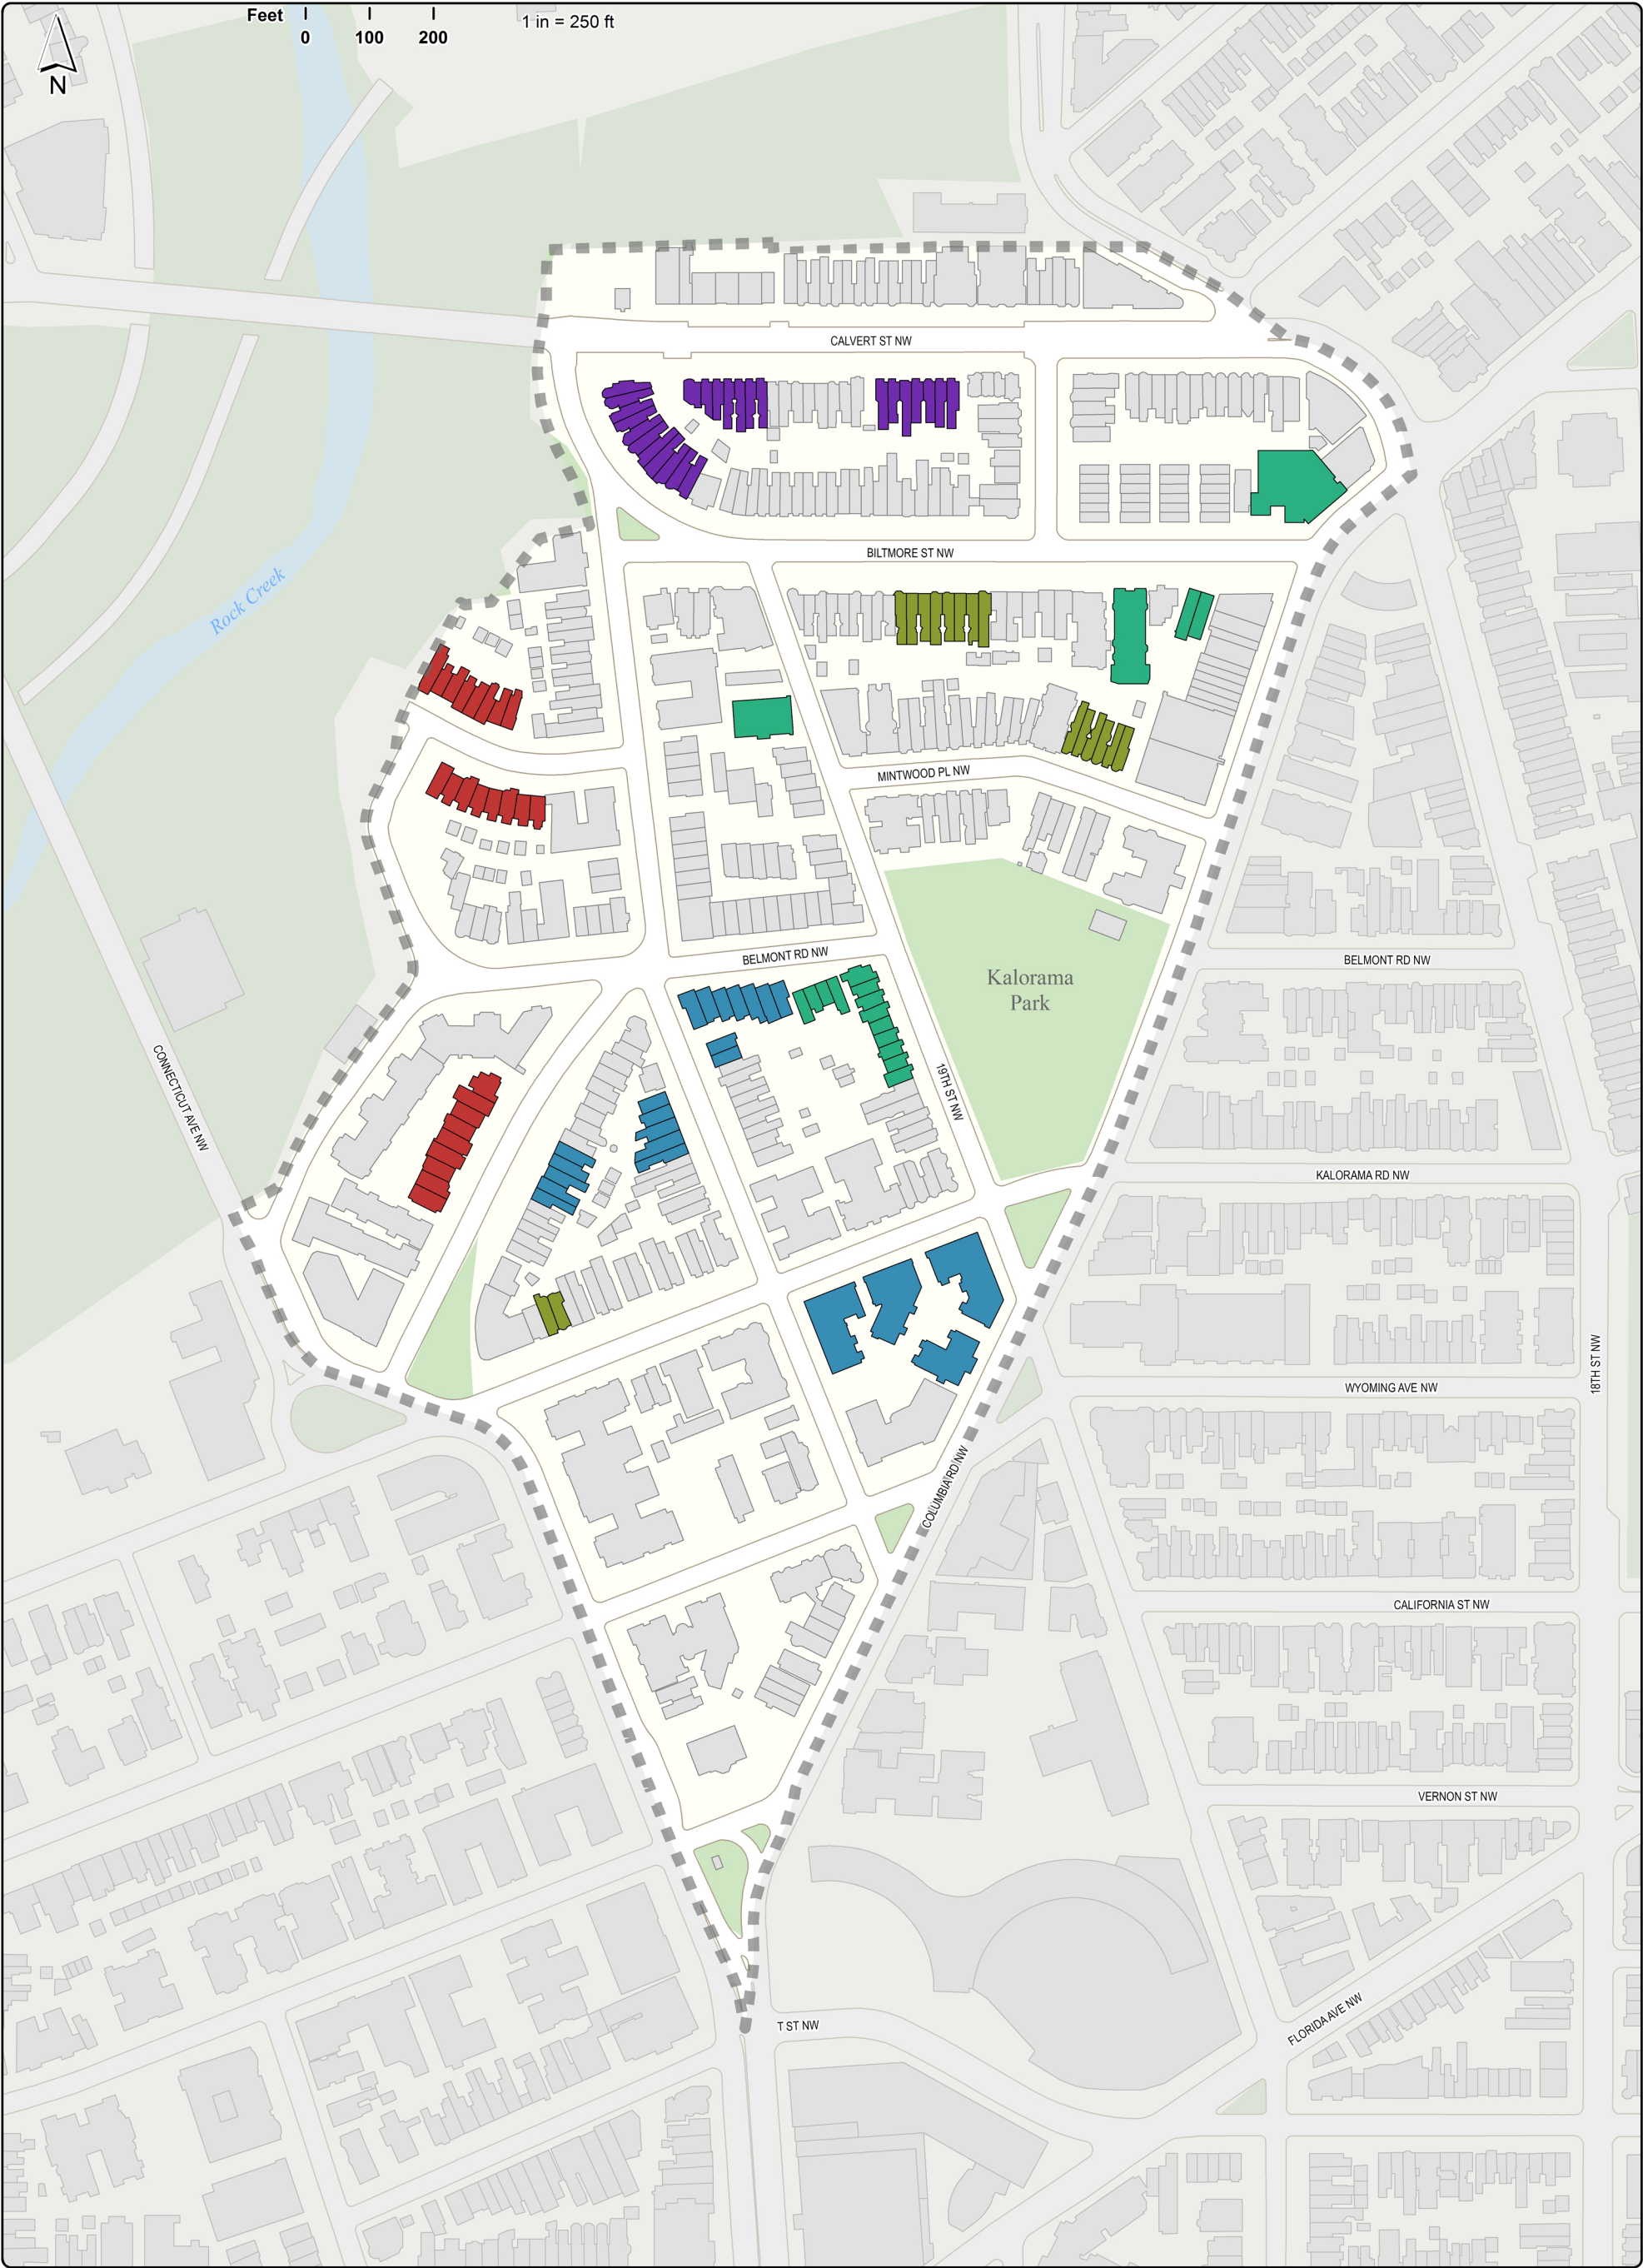 Feet
0 100 200
1 in = 250 ft
N
CALVERT ST NW
BILTMORE ST NW
Rock Creek
MINTWOOD PL NW
BELMONT RD NW
BELMONT RD NW
Kalorama
Park
CONNECTICUT AVE NW
19TH ST NW
KALORAMA RD NW
18TH ST NW
WYOMING AVE NW
COLUMBIA RD NW
CALIFORNIA ST NW
VERNON ST NW
FLORIDA AVE NW
T ST NW